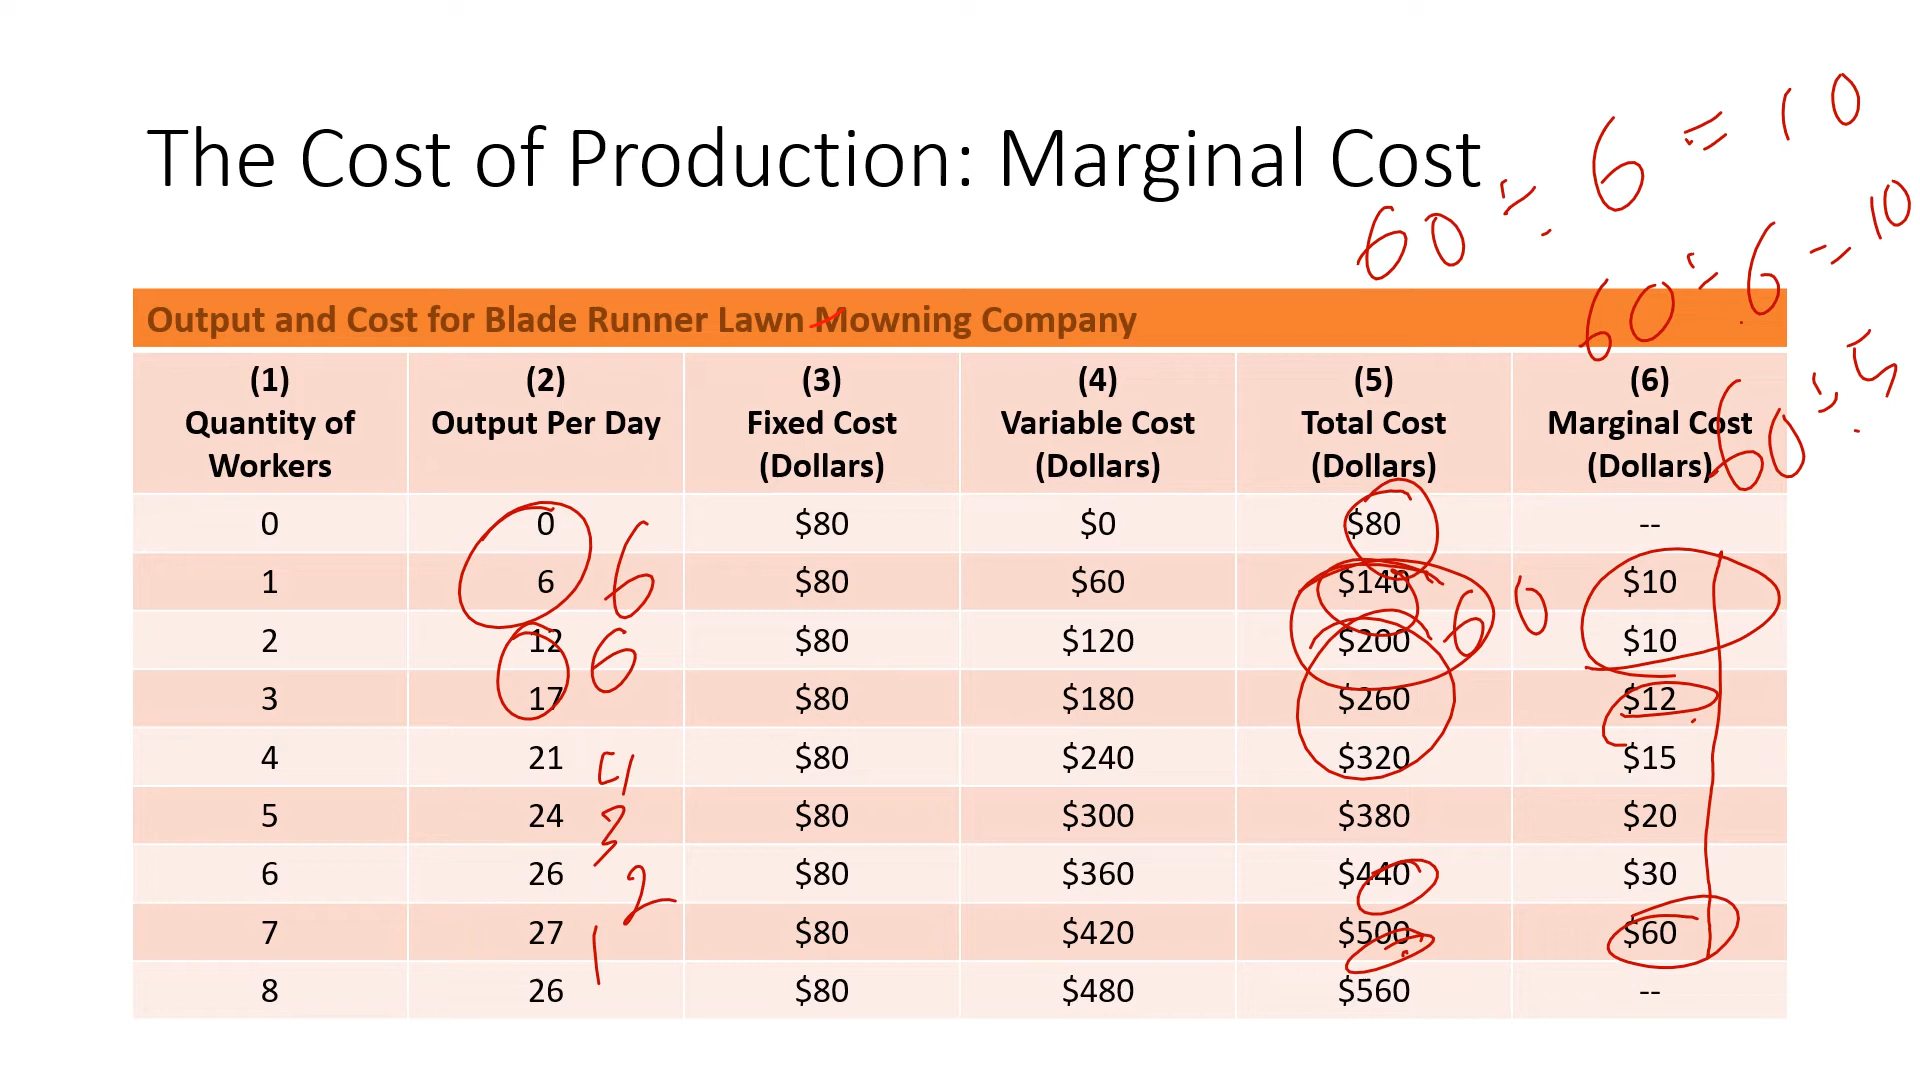 The Cost of Production: Marginal Cost
60 ÷ 6 = 10
60 ÷ 6 = 10
60 ÷ 5
Output and Cost for Blade Runner Lawn Mowning Company
(1) (2) (3) (4) (5) (6)
Quantity of Output Per Day Fixed Cost Variable Cost Total Cost Marginal Cost
Workers (Dollars) (Dollars) (Dollars) (Dollars)
0 0 $80 $0 $80 --
1 6 6 $80 $60 $140 60 $10
2 12 6 $80 $120 $200 $10
3 17 $80 $180 $260 $12
4 21 4 $80 $240 $320 $15
5 24 3 $80 $300 $380 $20
6 26 2 $80 $360 $440 $30
7 27 1 $80 $420 $500 $60
8 26 $80 $480 $560 --